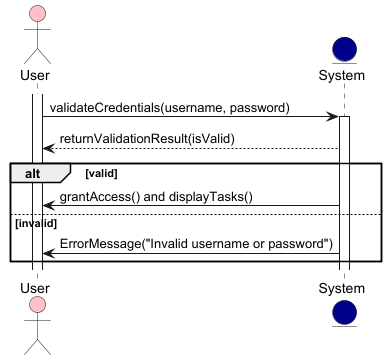 User
System
validateCredentials(username, password)
returnValidationResult(isValid)
alt
[valid]
grantAccess() and displayTasks()
[invalid]
ErrorMessage("Invalid username or password")
User
System